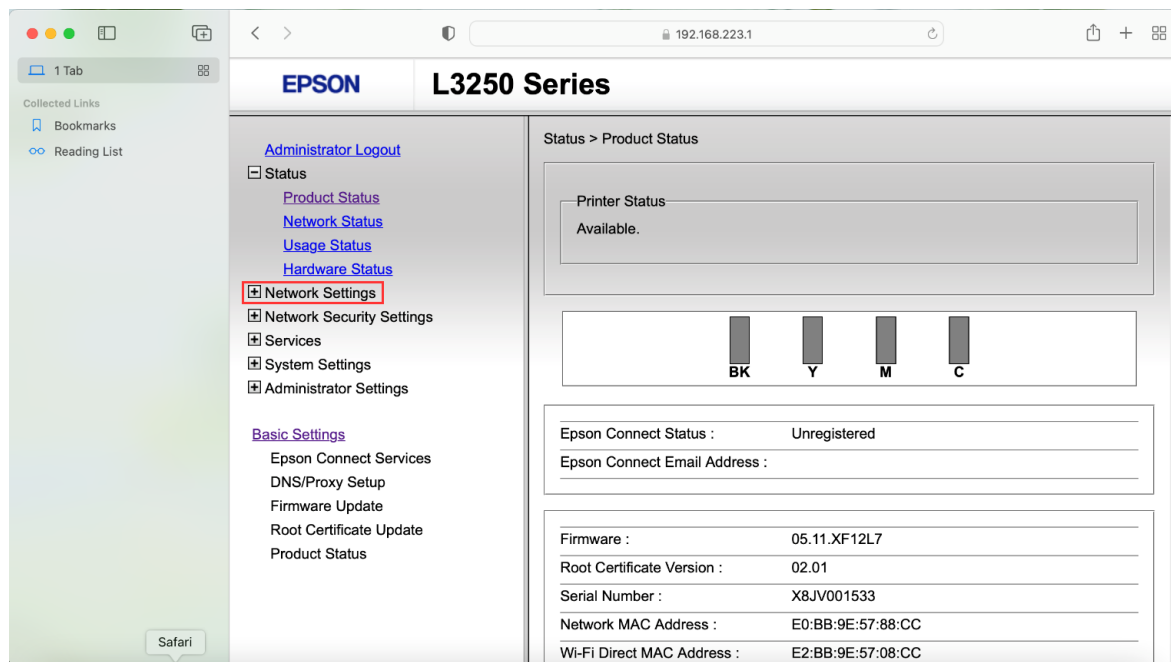 192.168.223.1
1 Tab
Collected Links
Bookmarks
Reading List
Safari
EPSON
L3250 Series
Administrator Logout
Status
Product Status
Network Status
Usage Status
Hardware Status
Network Settings
Network Security Settings
Services
System Settings
Administrator Settings
Basic Settings
Epson Connect Services
DNS/Proxy Setup
Firmware Update
Root Certificate Update
Product Status
Status > Product Status
Printer Status
Available.
BK Y M C
Epson Connect Status : Unregistered
Epson Connect Email Address :
Firmware : 05.11.XF12L7
Root Certificate Version : 02.01
Serial Number : X8JV001533
Network MAC Address : E0:BB:9E:57:88:CC
Wi-Fi Direct MAC Address : E2:BB:9E:57:08:CC